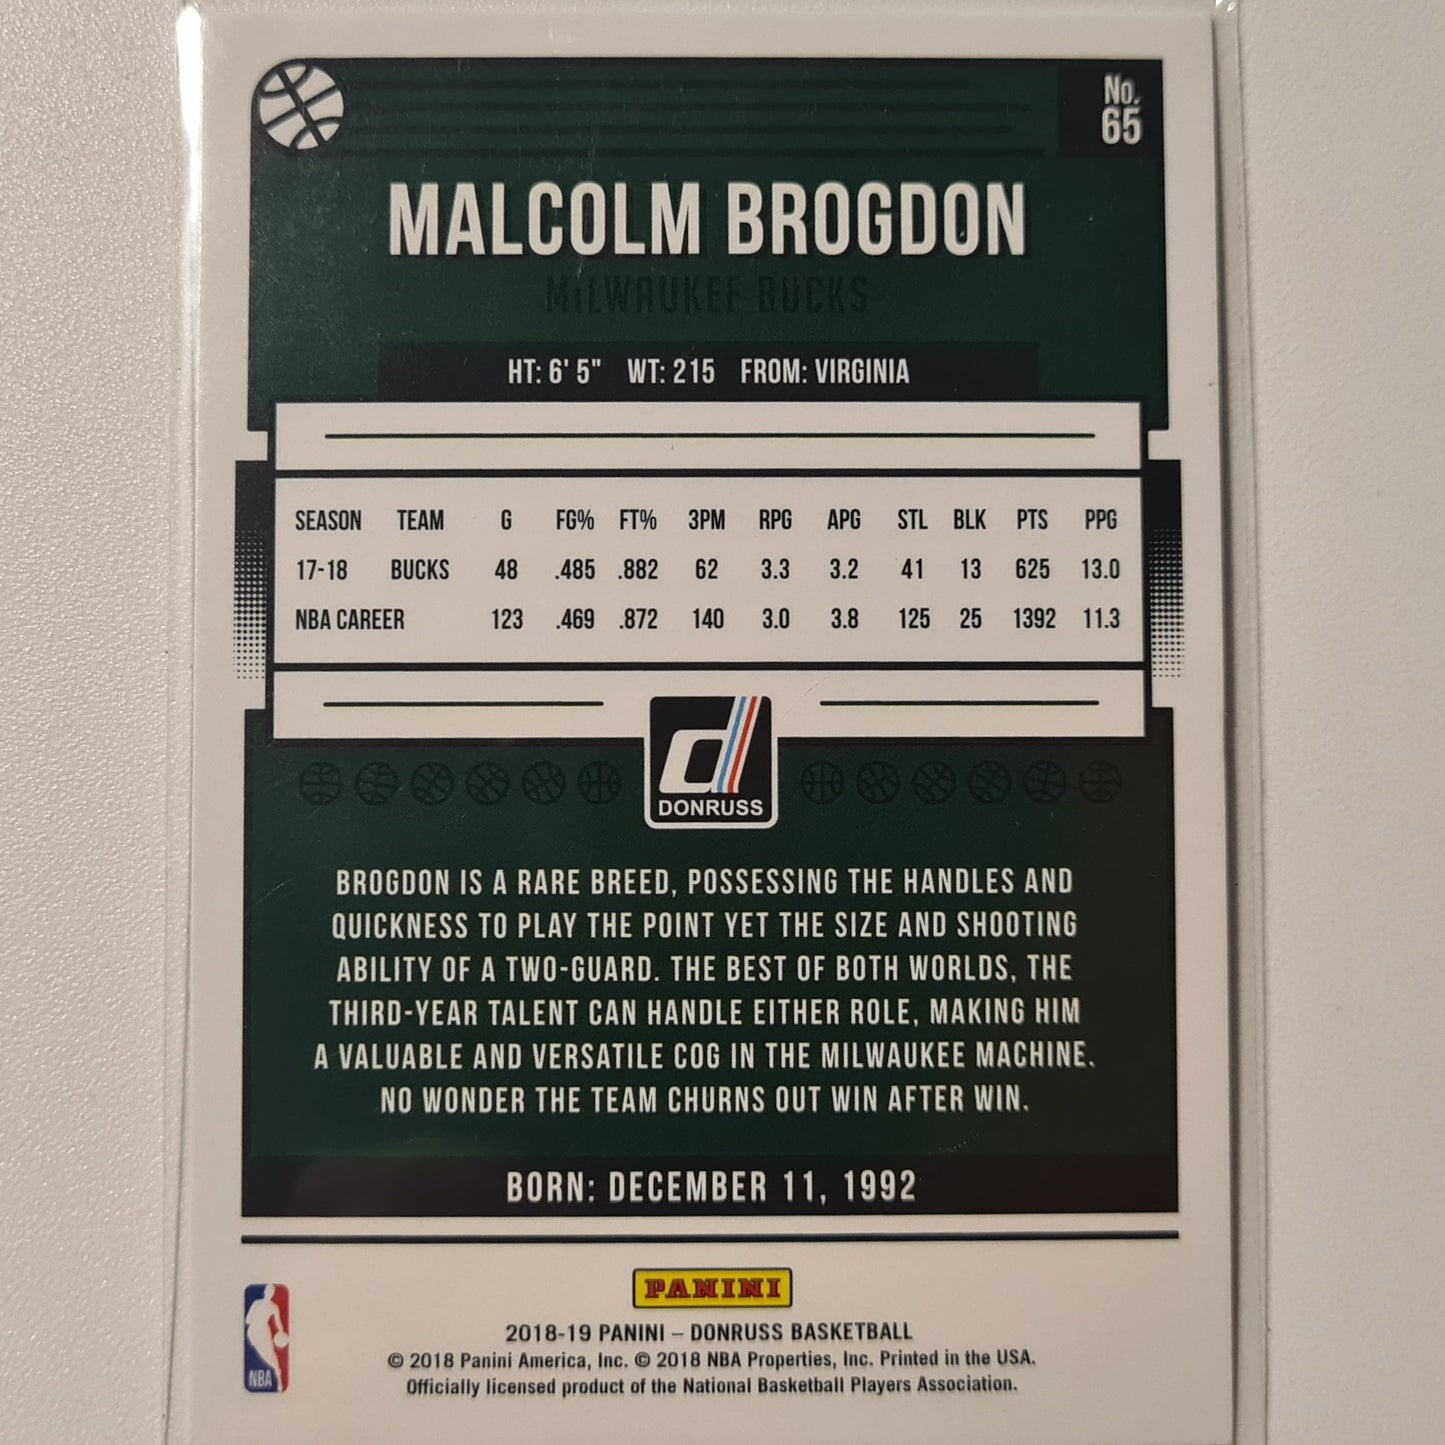 No.
65
MALCOLM BROGDON
MILWAUKEE BUCKS
HT: 6' 5" WT: 215 FROM: VIRGINIA
SEASON TEAM G FG% FT% 3PM RPG APG STL BLK PTS PPG
17-18 BUCKS 48 .485 .882 62 3.3 3.2 41 13 625 13.0
NBA CAREER 123 .469 .872 140 3.0 3.8 125 25 1392 11.3
d
DONRUSS
BROGDON IS A RARE BREED, POSSESSING THE HANDLES AND
QUICKNESS TO PLAY THE POINT YET THE SIZE AND SHOOTING
ABILITY OF A TWO-GUARD. THE BEST OF BOTH WORLDS, THE
THIRD-YEAR TALENT CAN HANDLE EITHER ROLE, MAKING HIM
A VALUABLE AND VERSATILE COG IN THE MILWAUKEE MACHINE.
NO WONDER THE TEAM CHURNS OUT WIN AFTER WIN.
BORN: DECEMBER 11, 1992
PANINI
2018-19 PANINI – DONRUSS BASKETBALL
© 2018 Panini America, Inc. © 2018 NBA Properties, Inc. Printed in the USA.
Officially licensed product of the National Basketball Players Association.
NBA